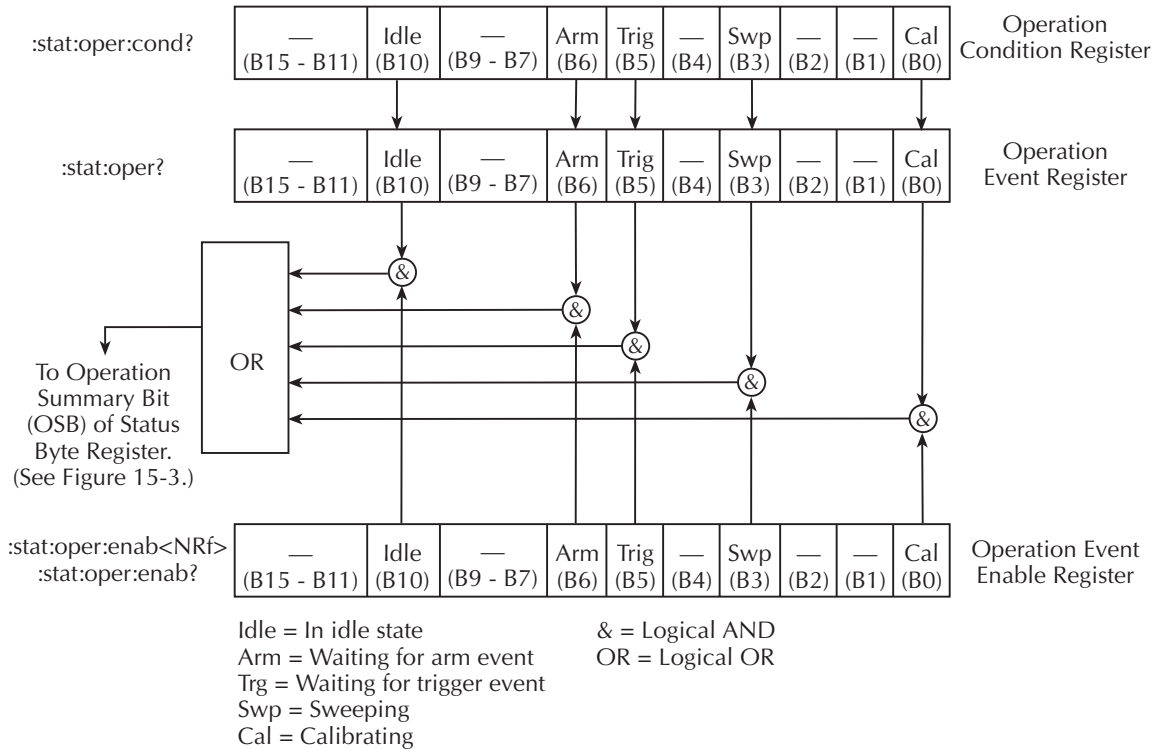 :stat:oper:cond?
— (B15 - B11)
Idle (B10)
— (B9 - B7)
Arm (B6)
Trig (B5)
— (B4)
Swp (B3)
— (B2)
— (B1)
Cal (B0)
Operation
Condition Register
:stat:oper?
— (B15 - B11)
Idle (B10)
— (B9 - B7)
Arm (B6)
Trig (B5)
— (B4)
Swp (B3)
— (B2)
— (B1)
Cal (B0)
Operation
Event Register
&
&
&
&
&
OR
To Operation
Summary Bit
(OSB) of Status
Byte Register.
(See Figure 15-3.)
:stat:oper:enab<NRf>
:stat:oper:enab?
— (B15 - B11)
Idle (B10)
— (B9 - B7)
Arm (B6)
Trig (B5)
— (B4)
Swp (B3)
— (B2)
— (B1)
Cal (B0)
Operation Event
Enable Register
Idle = In idle state
Arm = Waiting for arm event
Trg = Waiting for trigger event
Swp = Sweeping
Cal = Calibrating
& = Logical AND
OR = Logical OR